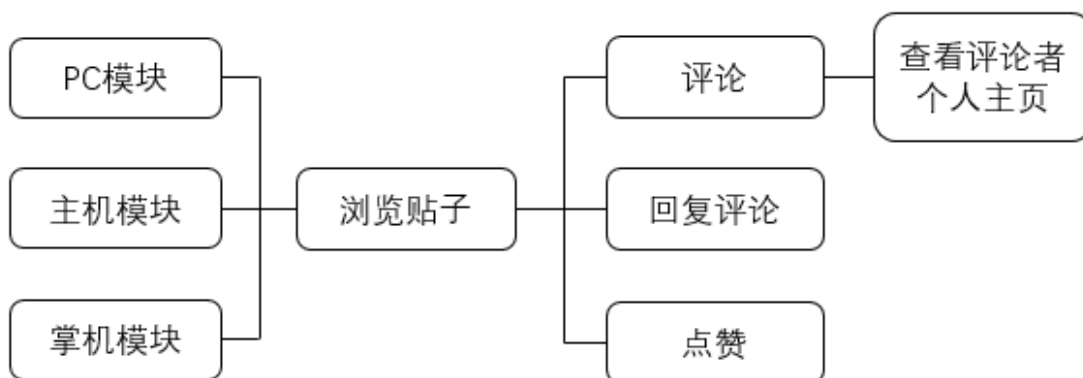 PC模块
主机模块
掌机模块
浏览贴子
评论
回复评论
点赞
查看评论者
个人主页